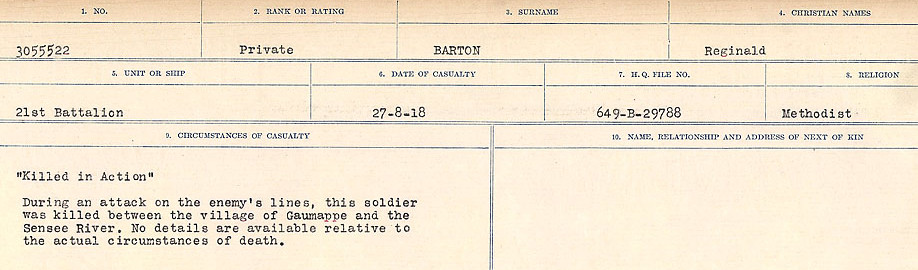 1. NO. 2. RANK OR RATING 3. SURNAME 4. CHRISTIAN NAMES
3055522 Private BARTON Reginald
5. UNIT OR SHIP 6. DATE OF CASUALTY 7. H.Q. FILE NO. 8. RELIGION
21st Battalion 27-8-18 649-B-29788 Methodist
9. CIRCUMSTANCES OF CASUALTY 10. NAME, RELATIONSHIP AND ADDRESS OF NEXT OF KIN
"Killed in Action"
During an attack on the enemy's lines, this soldier
was killed between the village of Gaumappe and the
Sensee River. No details are available relative to
the actual circumstances of death.